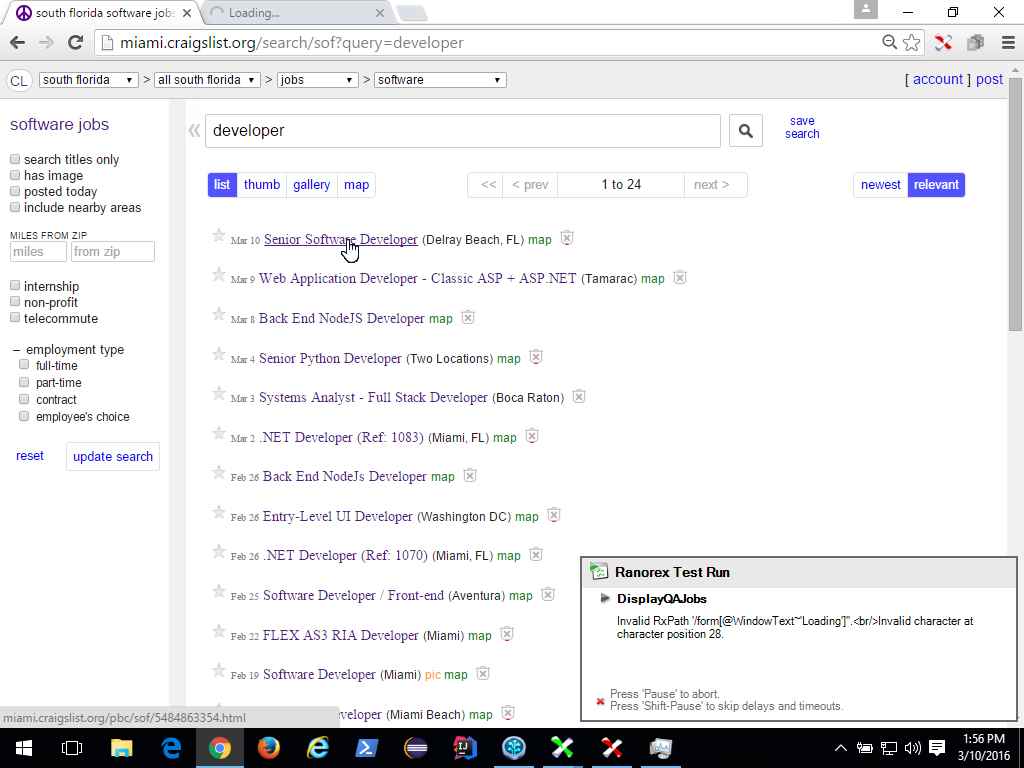 south florida software jobs
Loading...
miami.craigslist.org/search/sof?query=developer
CL south florida > all south florida > jobs > software [ account ] post
software jobs
search titles only
has image
posted today
include nearby areas
MILES FROM ZIP
miles from zip
internship
non-profit
telecommute
– employment type
full-time
part-time
contract
employee's choice
reset update search
« developer
save
search
list thumb gallery map << < prev 1 to 24 next > newest relevant
Mar 10 Senior Software Developer (Delray Beach, FL) map
Mar 9 Web Application Developer - Classic ASP + ASP.NET (Tamarac) map
Mar 8 Back End NodeJS Developer map
Mar 4 Senior Python Developer (Two Locations) map
Mar 3 Systems Analyst - Full Stack Developer (Boca Raton)
Mar 2 .NET Developer (Ref: 1083) (Miami, FL) map
Feb 26 Back End NodeJs Developer map
Feb 26 Entry-Level UI Developer (Washington DC) map
Feb 26 .NET Developer (Ref: 1070) (Miami, FL) map
Feb 25 Software Developer / Front-end (Aventura) map
Feb 22 FLEX AS3 RIA Developer (Miami) map
Feb 19 Software Developer (Miami) pic map
veloper (Miami Beach) map
miami.craigslist.org/pbc/sof/5484863354.html
Ranorex Test Run
DisplayQAJobs
Invalid RxPath '/form[@WindowText~'Loading']''.<br/>Invalid character at
character position 28.
Press 'Pause' to abort.
Press 'Shift-Pause' to skip delays and timeouts.
1:56 PM
3/10/2016